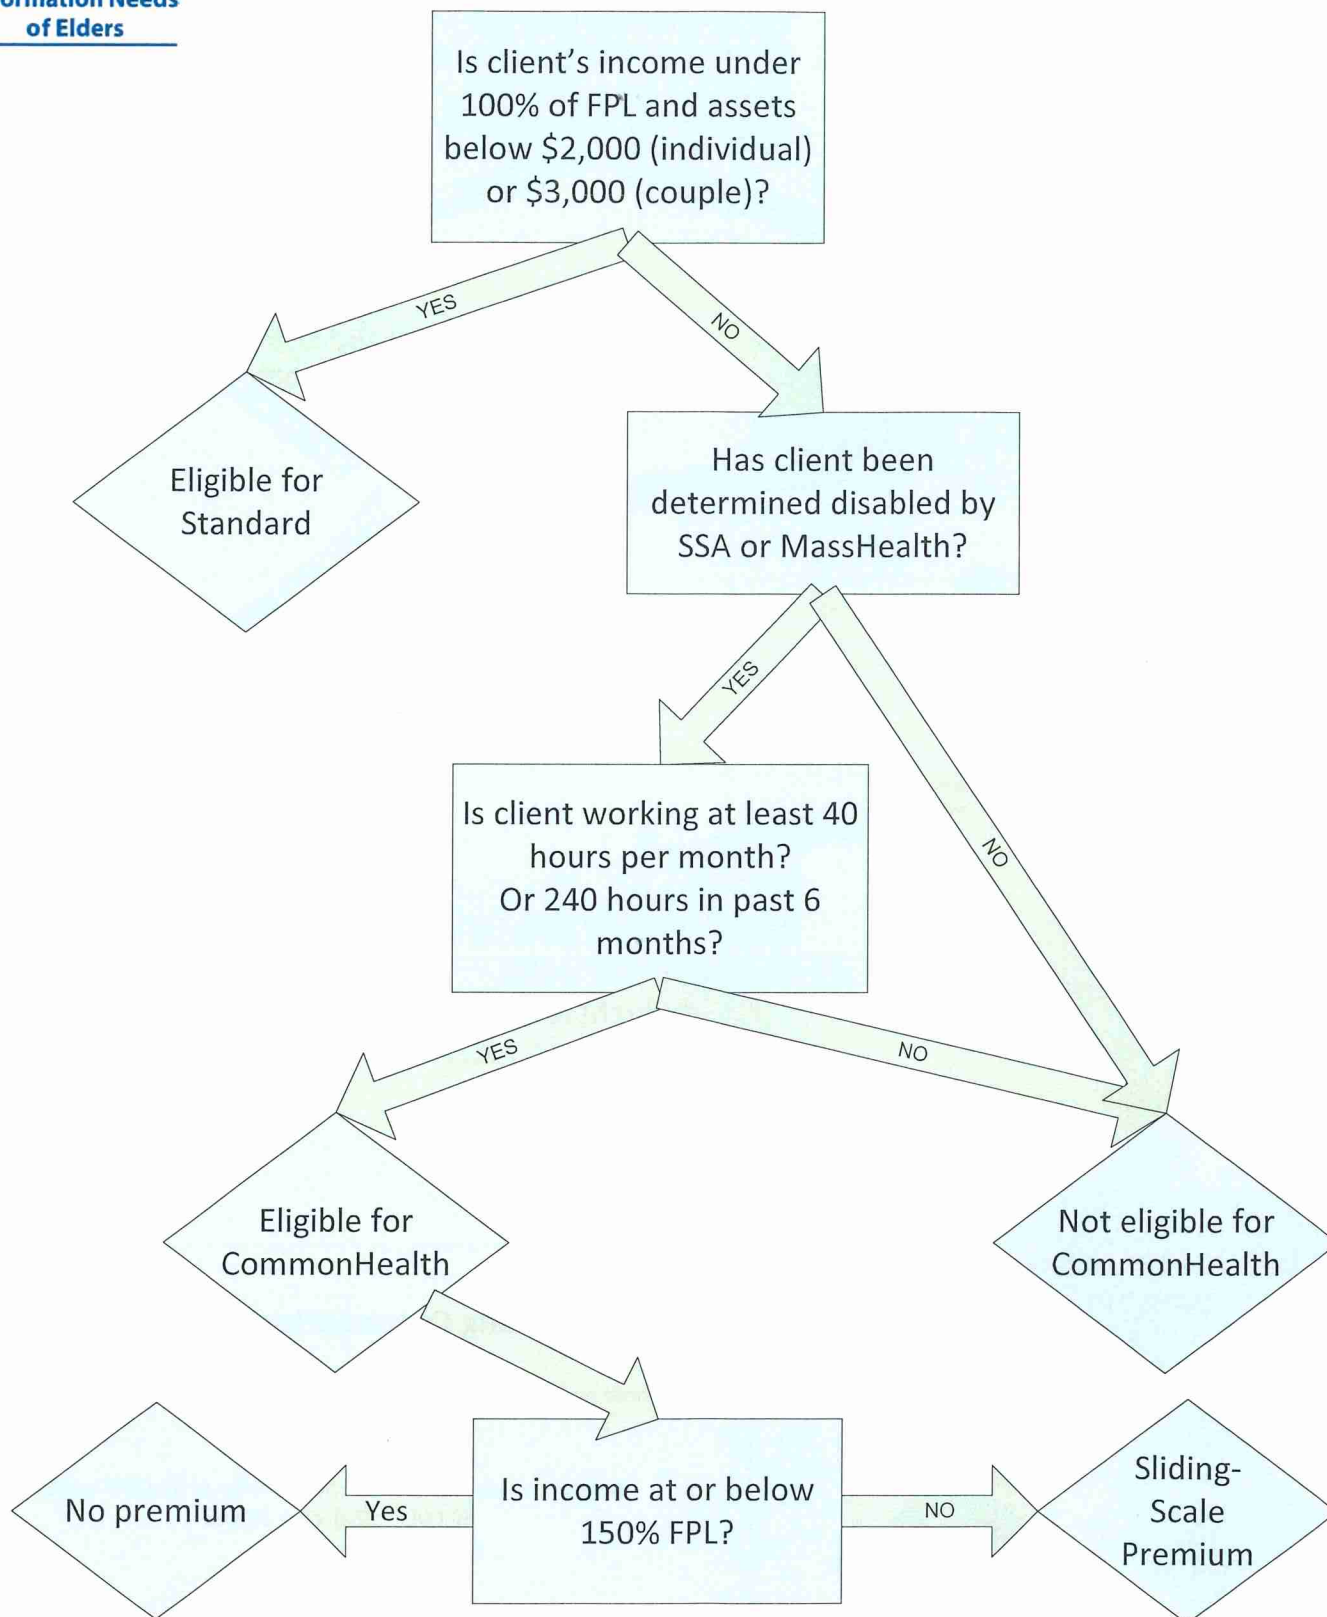 of Elders
Is client's income under
100% of FPL and assets
below $2,000 (individual)
or $3,000 (couple)?
YES
NO
Eligible for
Standard
Has client been
determined disabled by
SSA or MassHealth?
YES
NO
Is client working at least 40
hours per month?
Or 240 hours in past 6
months?
YES
NO
Eligible for
CommonHealth
Not eligible for
CommonHealth
No premium
Yes
Is income at or below
150% FPL?
NO
Sliding-
Scale
Premium